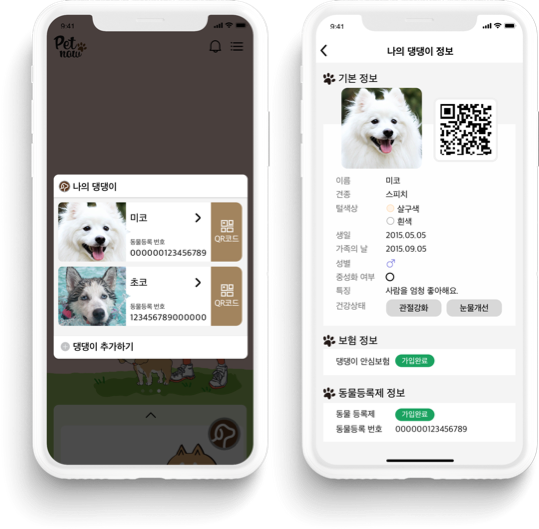 9:41
Pet
now
나의 댕댕이
미코
동물등록 번호
000000123456789
QR코드
초코
동물등록 번호
123456789000000
QR코드
댕댕이 추가하기
9:41
나의 댕댕이 정보
기본 정보
이름 미코
견종 스피치
털색상 살구색
흰색
생일 2015.05.05
가족의 날 2015.09.05
성별 ♂
중성화 여부 O
특징 사람을 엄청 좋아해요.
건강상태 관절강화 눈물개선
보험 정보
댕댕이 안심보험 가입완료
동물등록제 정보
동물 등록제 가입완료
동물등록 번호 000000123456789